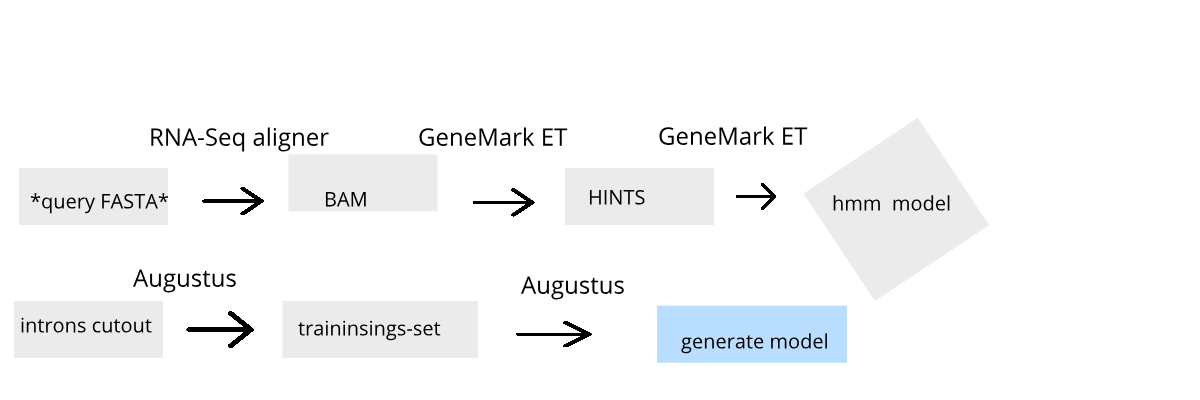 RNA-Seq aligner
GeneMark ET
GeneMark ET
*query FASTA*
BAM
HINTS
hmm model
Augustus
Augustus
introns cutout
traininsings-set
generate model